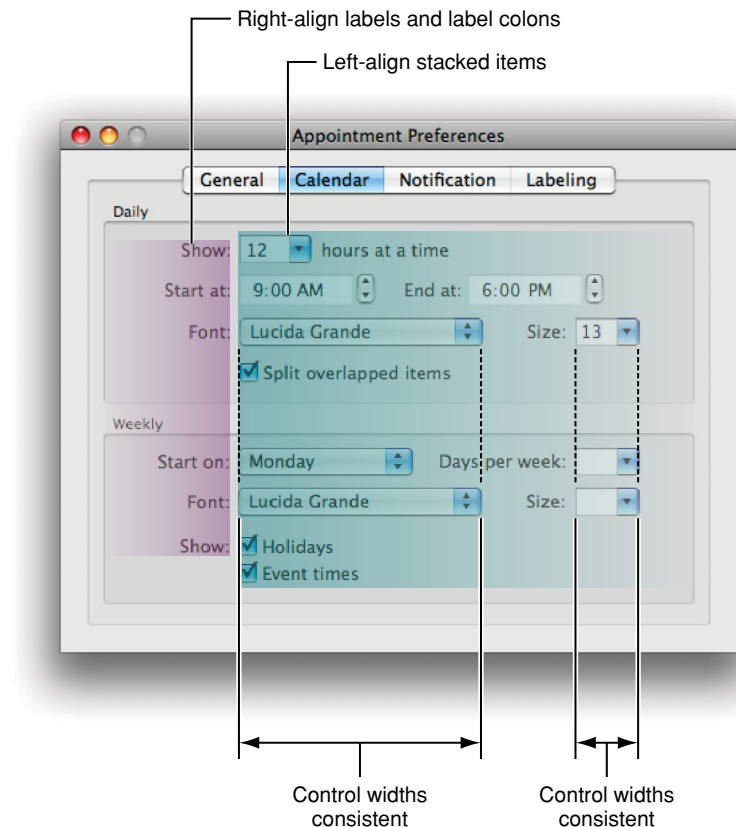 Right-align labels and label colons
Left-align stacked items
Appointment Preferences
General Calendar Notification Labeling
Daily
Show: 12 hours at a time
Start at: 9:00 AM End at: 6:00 PM
Font: Lucida Grande Size: 13
Split overlapped items
Weekly
Start on: Monday Days per week:
Font: Lucida Grande Size:
Show: Holidays
Event times
Control widths consistent
Control widths consistent